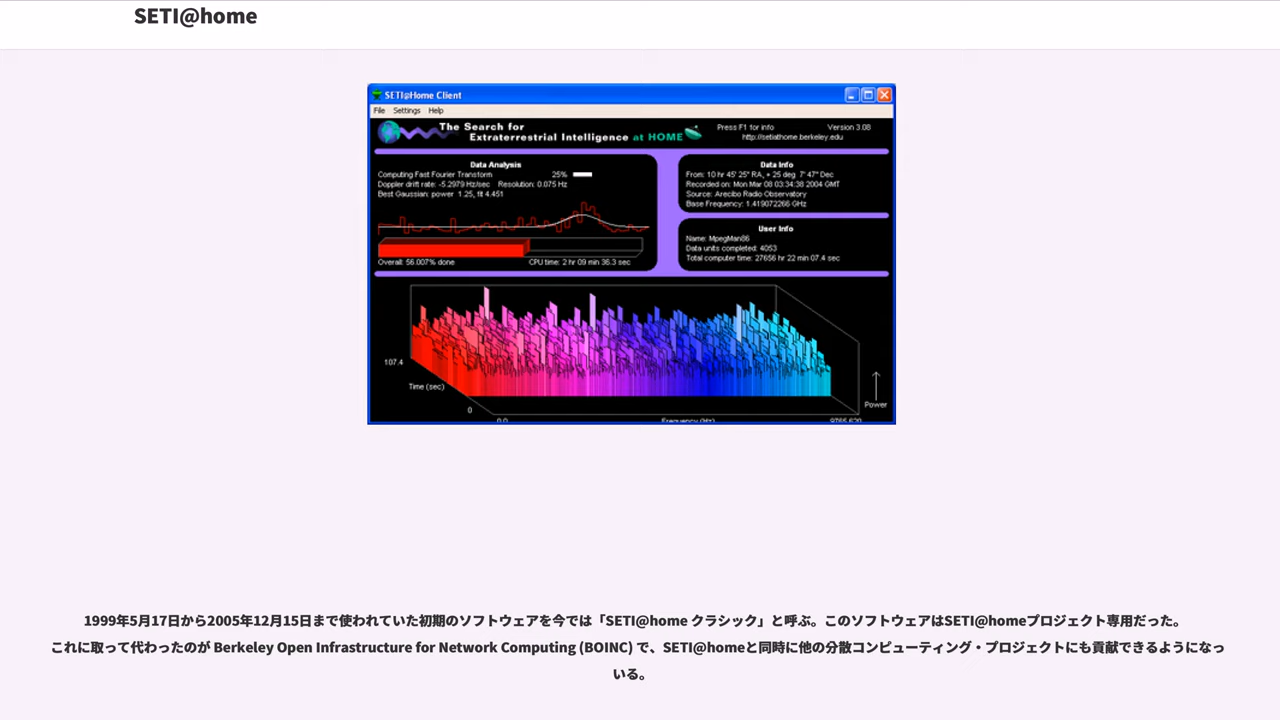 SETI@home
SETI@Home Client
File Settings Help
The Search for
Extraterrestrial Intelligence at HOME
Press F1 for info Version 3.08
http://setiathome.berkeley.edu
Data Analysis
Computing Fast Fourier Transform 25%
Doppler drift rate: -5.2979 Hz/sec Resolution: 0.075 Hz
Best Gaussian: power 1.25, fit 4.451
Overall: 56.007% done CPU time: 2 hr 09 min 36.3 sec
Data Info
From: 10 hr 45' 25" RA, + 25 deg 7' 47" Dec
Recorded on: Mon Mar 08 03:34:38 2004 GMT
Source: Arecibo Radio Observatory
Base Frequency: 1.419072266 GHz
User Info
Name: MpegMan86
Data units completed: 4053
Total computer time: 27656 hr 22 min 07.4 sec
107.4
Time (sec)
0
Power
0.0 Frequency (Hz) 9765.620
1999年5月17日から2005年12月15日まで使われていた初期のソフトウェアを今では「SETI@home クラシック」と呼ぶ。このソフトウェアはSETI@homeプロジェクト専用だった。
これに取って代わったのが Berkeley Open Infrastructure for Network Computing (BOINC) で、SETI@homeと同時に他の分散コンピューティング・プロジェクトにも貢献できるようになっ
いる。